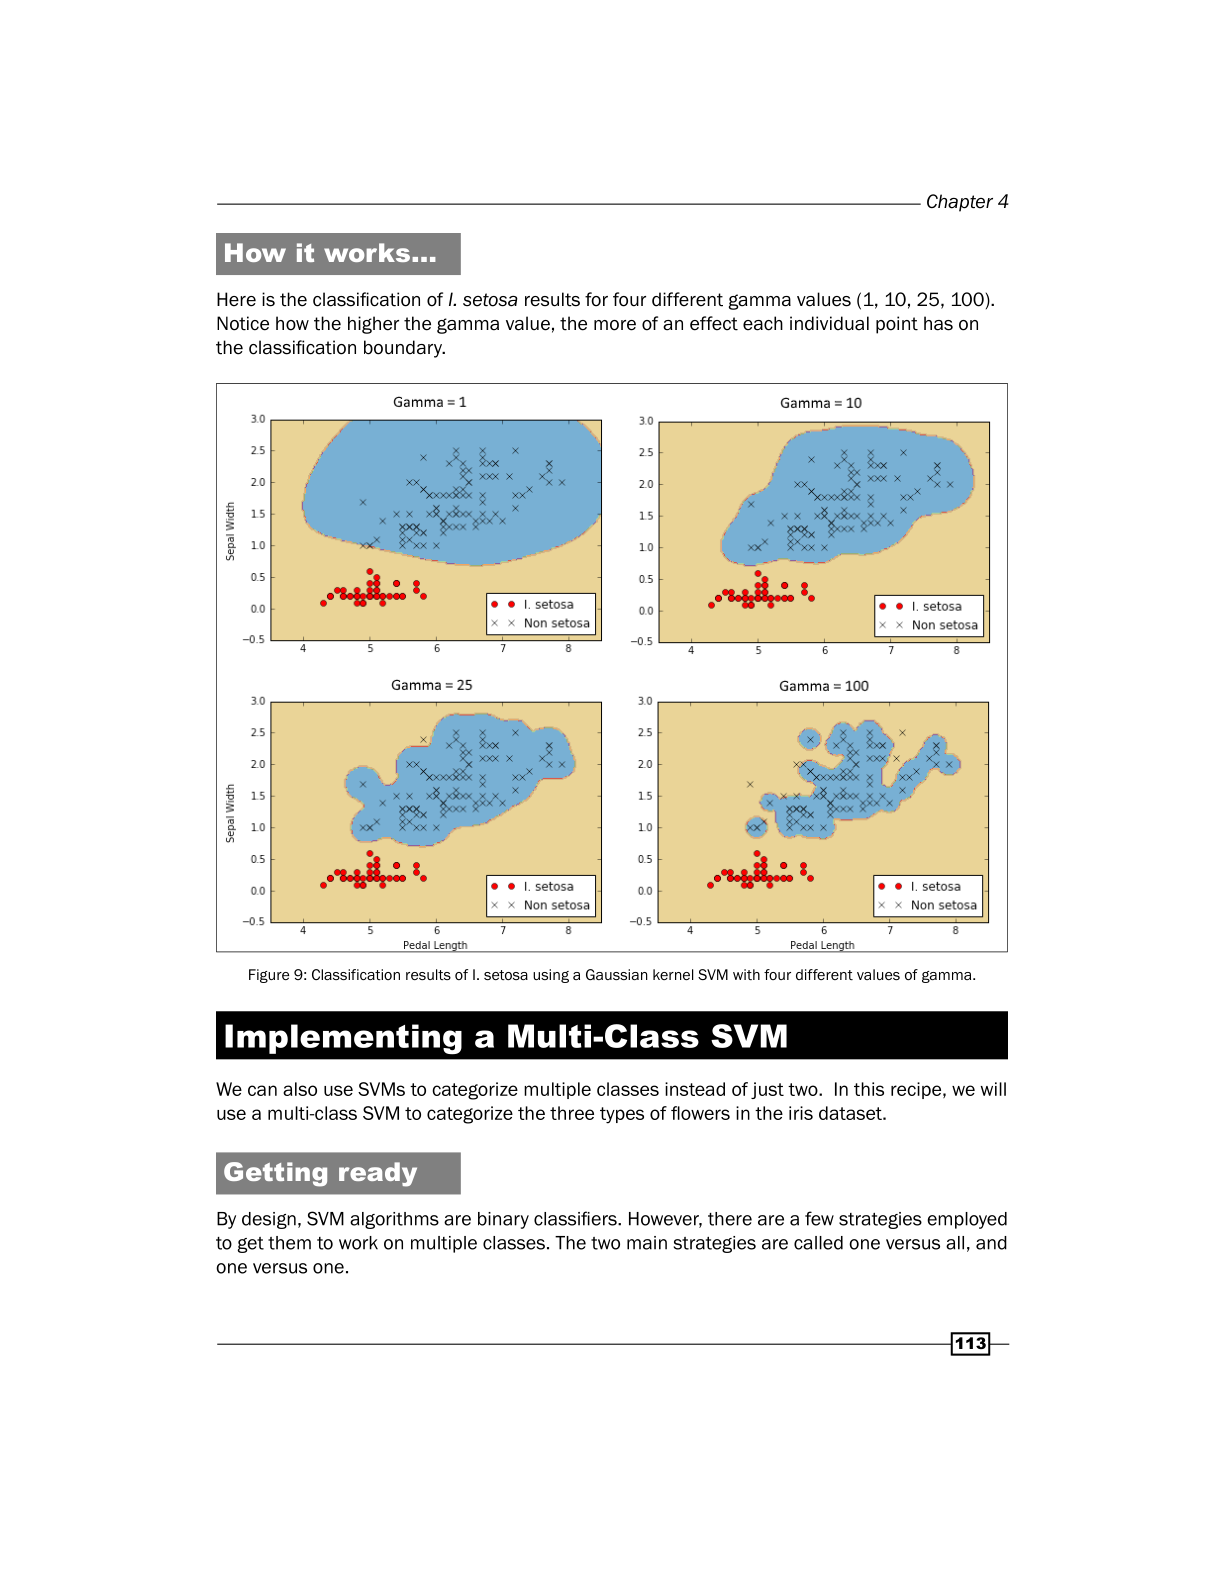 Chapter 4
How it works…
Here is the classification of I. setosa results for four different gamma values (1, 10, 25, 100).
Notice how the higher the gamma value, the more of an effect each individual point has on
the classification boundary.
Gamma = 1
3.0
2.5
2.0
1.5
1.0
0.5
0.0
−0.5
Sepal Width
4 5 6 7 8
I. setosa
Non setosa
Gamma = 10
3.0
2.5
2.0
1.5
1.0
0.5
0.0
−0.5
4 5 6 7 8
I. setosa
Non setosa
Gamma = 25
3.0
2.5
2.0
1.5
1.0
0.5
0.0
−0.5
Sepal Width
4 5 6 7 8
Pedal Length
I. setosa
Non setosa
Gamma = 100
3.0
2.5
2.0
1.5
1.0
0.5
0.0
−0.5
4 5 6 7 8
Pedal Length
I. setosa
Non setosa
Figure 9: Classification results of I. setosa using a Gaussian kernel SVM with four different values of gamma.
Implementing a Multi-Class SVM
We can also use SVMs to categorize multiple classes instead of just two.  In this recipe, we will
use a multi-class SVM to categorize the three types of flowers in the iris dataset.
Getting ready
By design, SVM algorithms are binary classifiers. However, there are a few strategies employed
to get them to work on multiple classes. The two main strategies are called one versus all, and
one versus one.
113